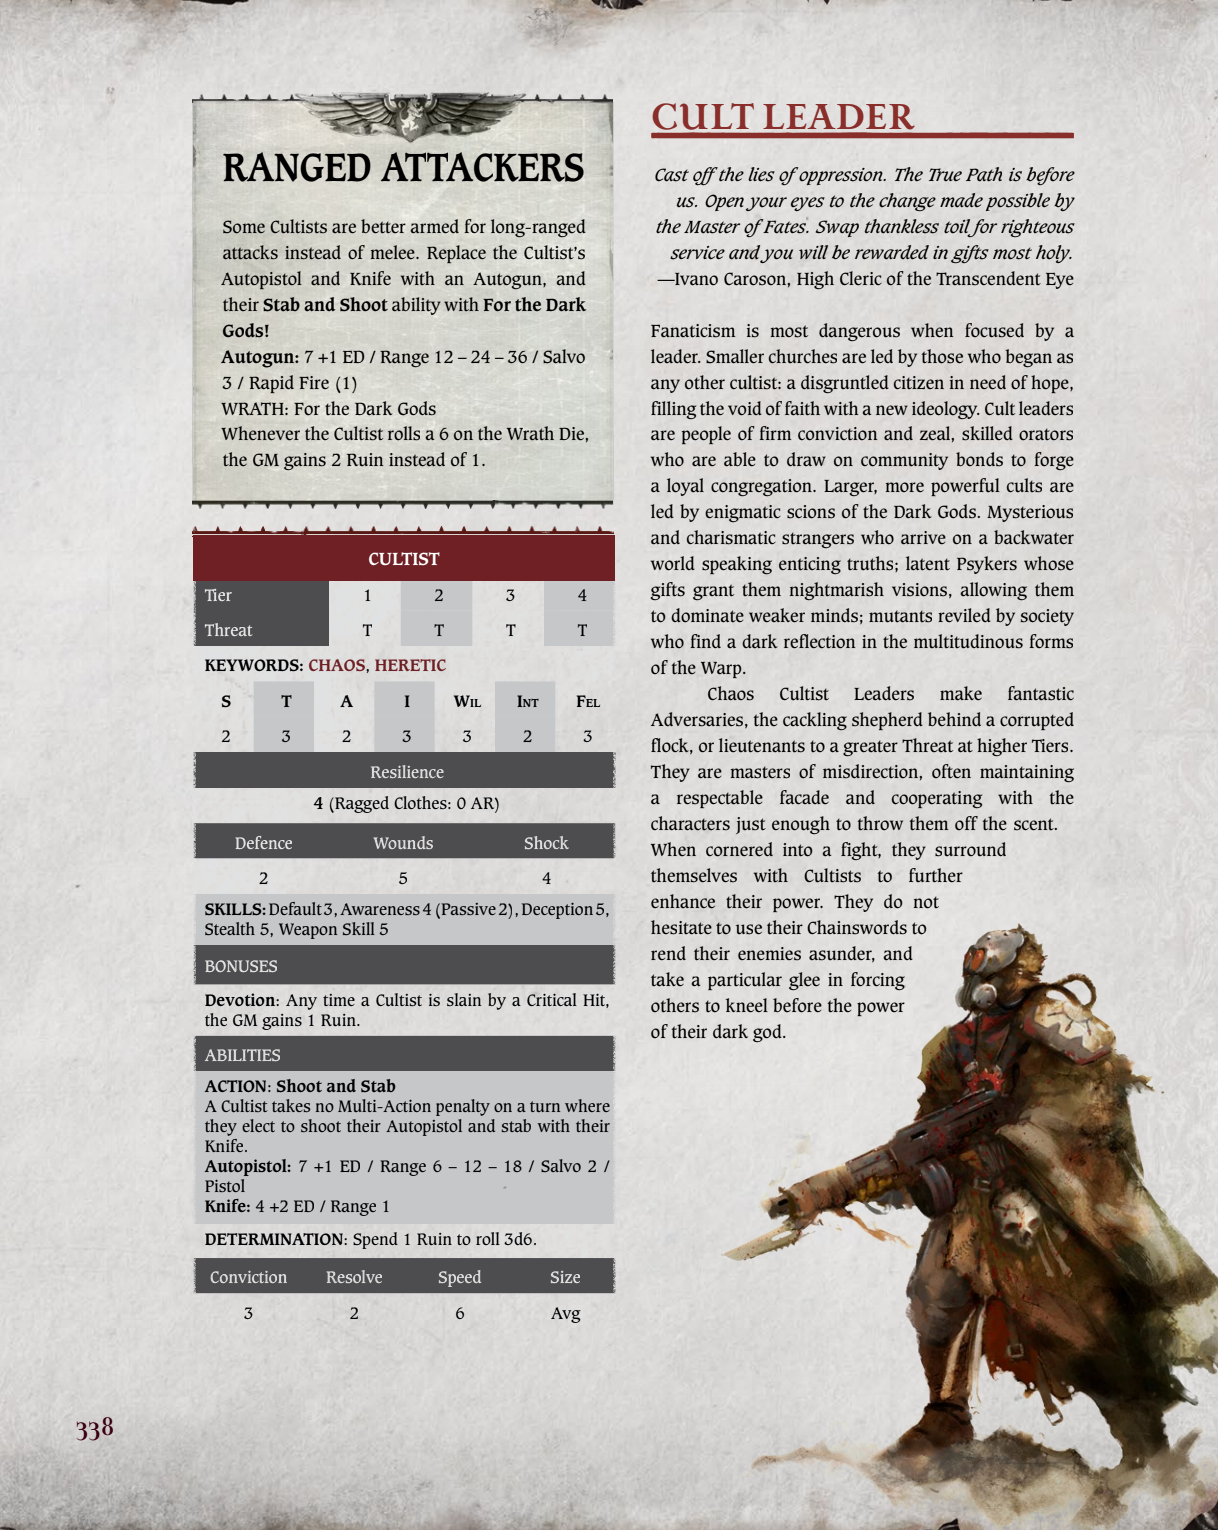 RANGED ATTACKERS
Some Cultists are better armed for long-ranged
attacks instead of melee. Replace the Cultist's
Autopistol and Knife with an Autogun, and
their Stab and Shoot ability with For the Dark
Gods!
Autogun: 7 +1 ED / Range 12 – 24 – 36 / Salvo
3 / Rapid Fire (1)
WRATH: For the Dark Gods
Whenever the Cultist rolls a 6 on the Wrath Die,
the GM gains 2 Ruin instead of 1.
CULTIST
Tier 1 2 3 4
Threat T T T T
KEYWORDS: CHAOS, HERETIC
S T A I WIL INT FEL
2 3 2 3 3 2 3
Resilience
4 (Ragged Clothes: 0 AR)
Defence Wounds Shock
2 5 4
SKILLS: Default 3, Awareness 4 (Passive 2), Deception 5,
Stealth 5, Weapon Skill 5
BONUSES
Devotion: Any time a Cultist is slain by a Critical Hit,
the GM gains 1 Ruin.
ABILITIES
ACTION: Shoot and Stab
A Cultist takes no Multi-Action penalty on a turn where
they elect to shoot their Autopistol and stab with their
Knife.
Autopistol: 7 +1 ED / Range 6 – 12 – 18 / Salvo 2 /
Pistol
Knife: 4 +2 ED / Range 1
DETERMINATION: Spend 1 Ruin to roll 3d6.
Conviction Resolve Speed Size
3 2 6 Avg
CULT LEADER
Cast off the lies of oppression. The True Path is before
us. Open your eyes to the change made possible by
the Master of Fates. Swap thankless toil for righteous
service and you will be rewarded in gifts most holy.
—Ivano Caroson, High Cleric of the Transcendent Eye
Fanaticism is most dangerous when focused by a
leader. Smaller churches are led by those who began as
any other cultist: a disgruntled citizen in need of hope,
filling the void of faith with a new ideology. Cult leaders
are people of firm conviction and zeal, skilled orators
who are able to draw on community bonds to forge
a loyal congregation. Larger, more powerful cults are
led by enigmatic scions of the Dark Gods. Mysterious
and charismatic strangers who arrive on a backwater
world speaking enticing truths; latent Psykers whose
gifts grant them nightmarish visions, allowing them
to dominate weaker minds; mutants reviled by society
who find a dark reflection in the multitudinous forms
of the Warp.
Chaos Cultist Leaders make fantastic
Adversaries, the cackling shepherd behind a corrupted
flock, or lieutenants to a greater Threat at higher Tiers.
They are masters of misdirection, often maintaining
a respectable facade and cooperating with the
characters just enough to throw them off the scent.
When cornered into a fight, they surround
themselves with Cultists to further
enhance their power. They do not
hesitate to use their Chainswords to
rend their enemies asunder, and
take a particular glee in forcing
others to kneel before the power
of their dark god.
338